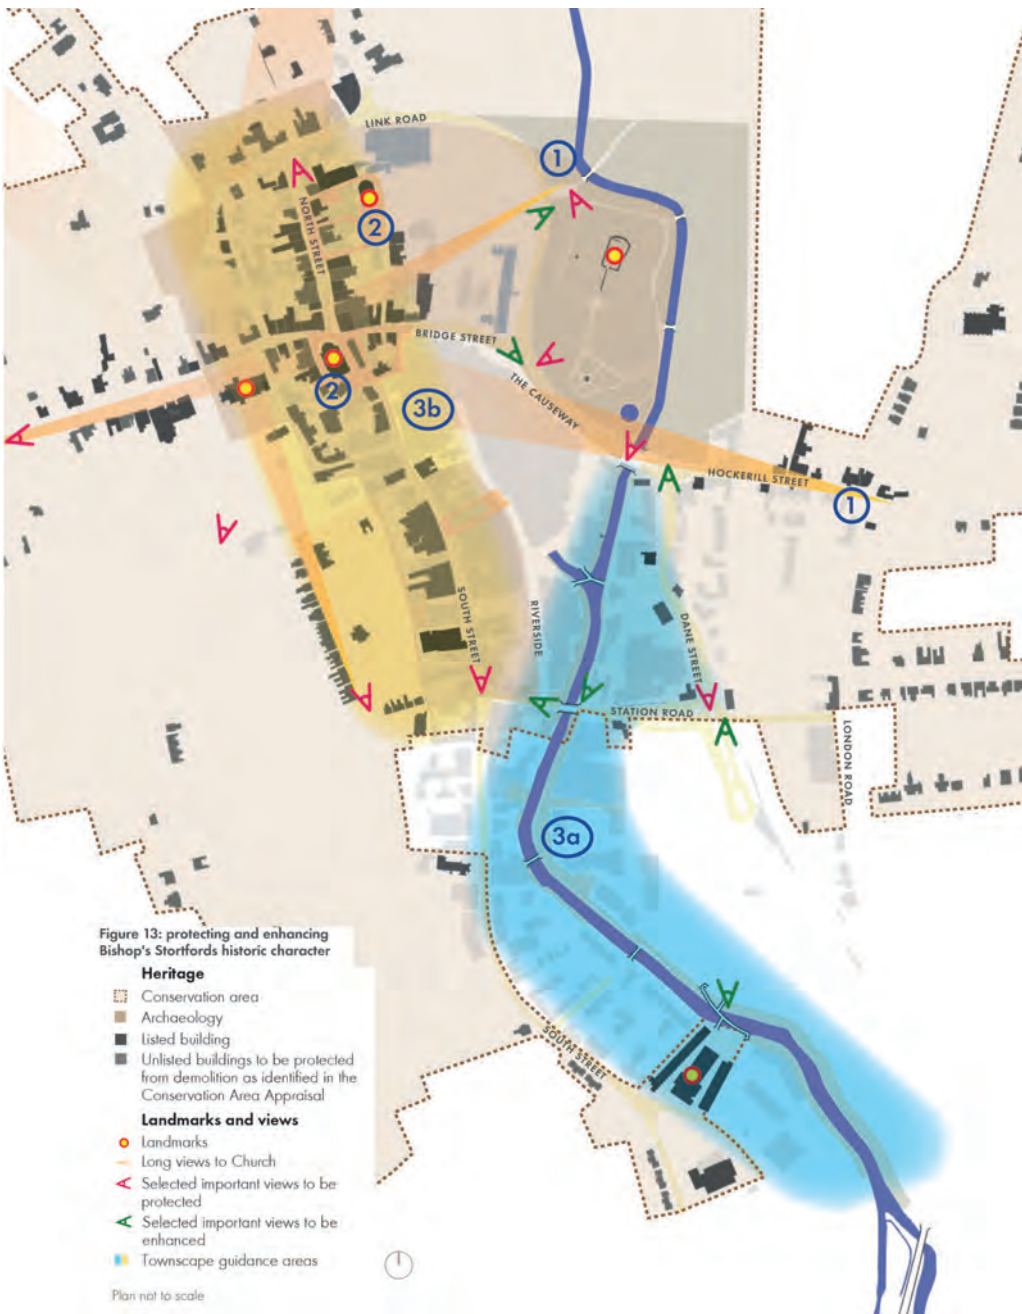 LINK ROAD
1
2
NORTH STREET
BRIDGE STREET
THE CAUSEWAY
2
3b
HOCKERILL STREET
1
SOUTH STREET
RIVERSIDE
DANE STREET
STATION ROAD
LONDON ROAD
3a
SOUTH STREET
Figure 13: protecting and enhancing
Bishop's Stortfords historic character
Heritage
Conservation area
Archaeology
Listed building
Unlisted buildings to be protected
from demolition as identified in the
Conservation Area Appraisal
Landmarks and views
Landmarks
Long views to Church
Selected important views to be
protected
Selected important views to be
enhanced
Townscape guidance areas
Plan not to scale